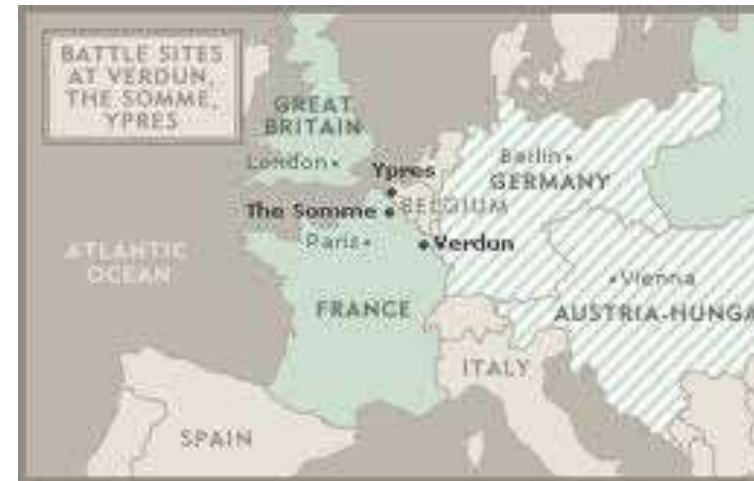 BATTLE SITES
AT VERDUN,
THE SOMME,
YPRES
GREAT
BRITAIN
London
Ypres
Berlin
GERMANY
The Somme
BELGIUM
Paris
Verdun
ATLANTIC
OCEAN
Vienna
FRANCE
AUSTRIA-HUNGA
ITALY
SPAIN